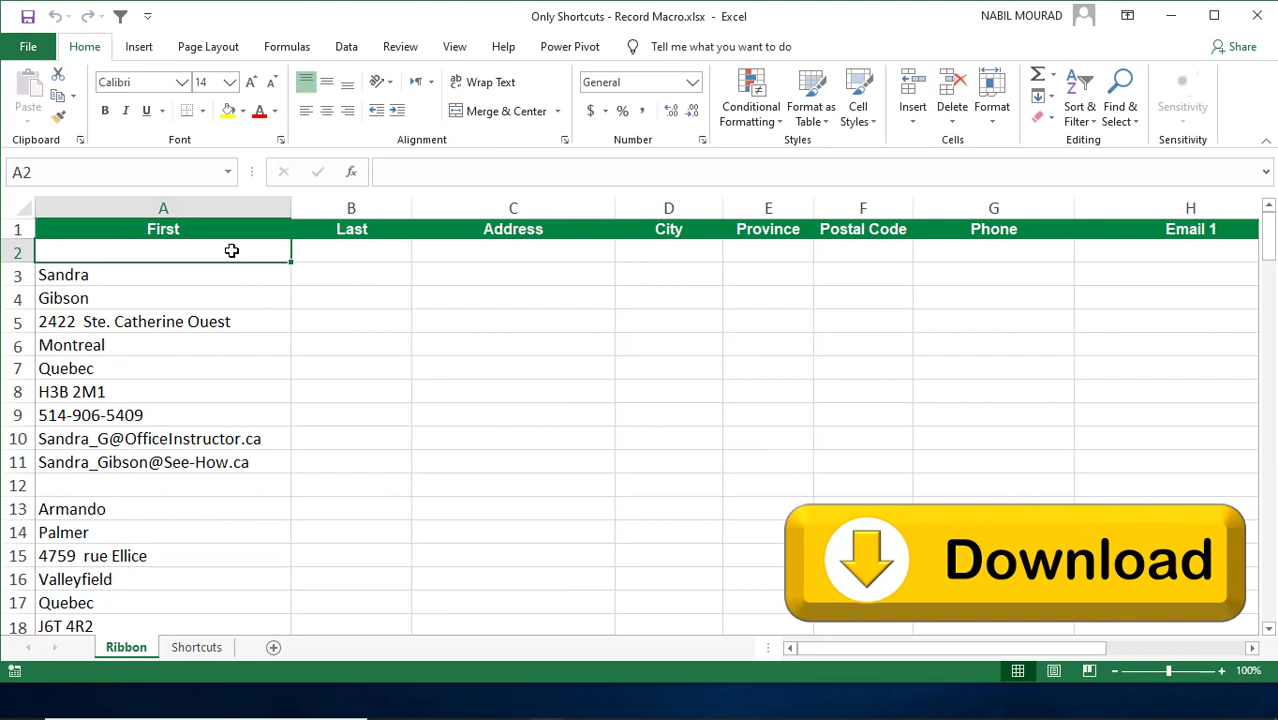 Only Shortcuts - Record Macro.xlsx - Excel
NABIL MOURAD
File Home Insert Page Layout Formulas Data Review View Help Power Pivot Tell me what you want to do Share
Paste
Calibri 14
B I U A
Wrap Text
Merge & Center
General
$ % ,
Conditional Formatting
Format as Table
Cell Styles
Insert
Delete
Format
Sort & Filter
Find & Select
Sensitivity
Clipboard Font Alignment Number Styles Cells Editing Sensitivity
A2 fx
A B C D E F G H
1 First Last Address City Province Postal Code Phone Email 1
2
3 Sandra
4 Gibson
5 2422 Ste. Catherine Ouest
6 Montreal
7 Quebec
8 H3B 2M1
9 514-906-5409
10 Sandra_G@OfficeInstructor.ca
11 Sandra_Gibson@See-How.ca
12
13 Armando
14 Palmer
15 4759 rue Ellice
16 Valleyfield
17 Quebec
18 J6T 4R2
Download
Ribbon Shortcuts
100%